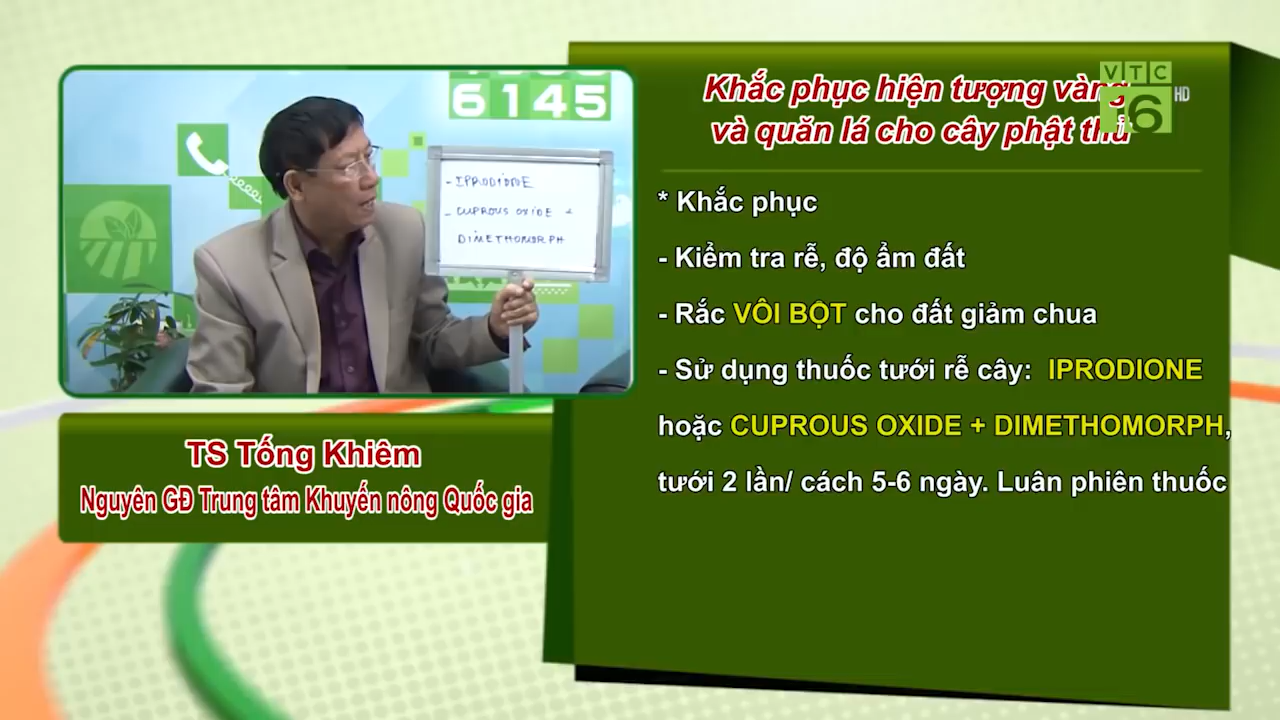 6145
- IPRODIONE
- CUPROUS OXIDE +
DIMETHOMORPH
TS Tống Khiêm
Nguyên GĐ Trung tâm Khuyến nông Quốc gia
VTC
16
HD
Khắc phục hiện tượng vàng
và quăn lá cho cây phật thủ
* Khắc phục
- Kiểm tra rễ, độ ẩm đất
- Rắc VÔI BỘT cho đất giảm chua
- Sử dụng thuốc tưới rễ cây: IPRODIONE
hoặc CUPROUS OXIDE + DIMETHOMORPH,
tưới 2 lần/ cách 5-6 ngày. Luân phiên thuốc